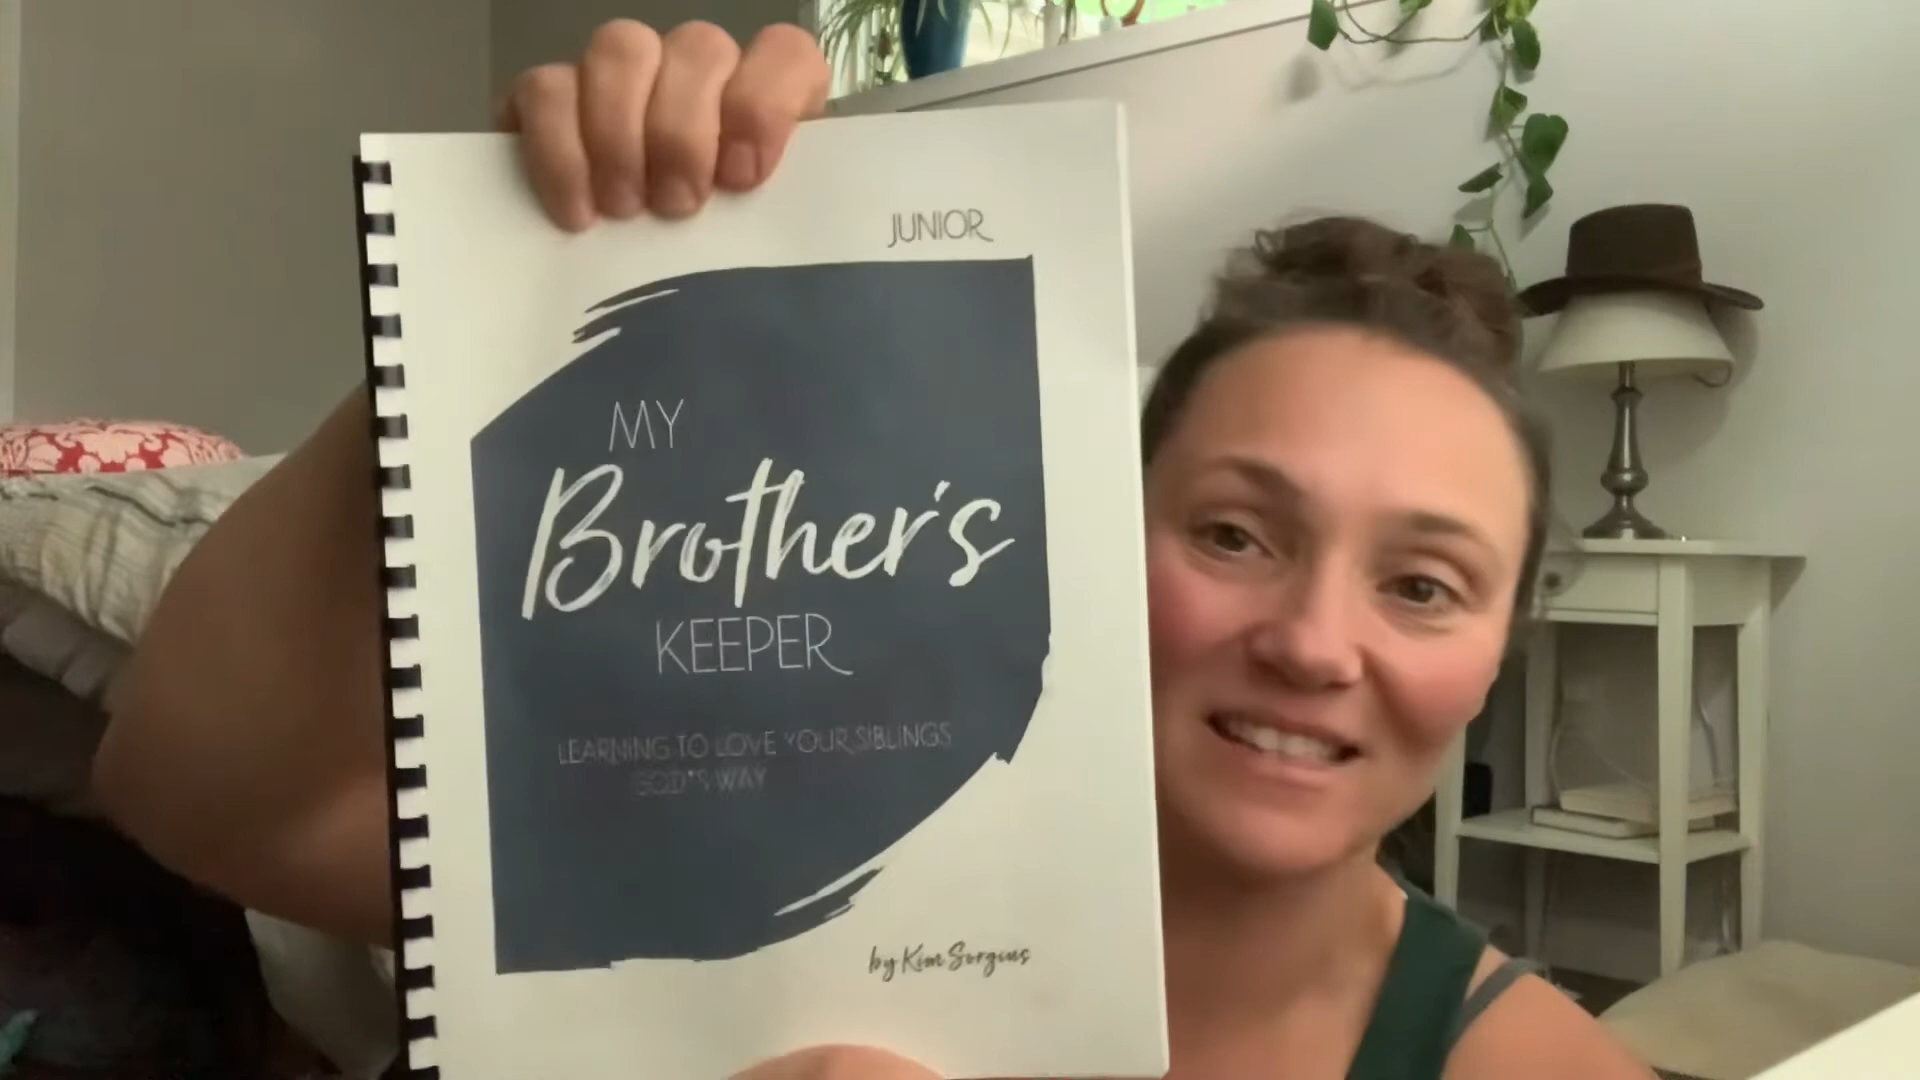 JUNIOR
MY
Brother's
KEEPER
LEARNING TO LOVE YOUR SIBLINGS
GOD'S WAY
by Kim Sorgius